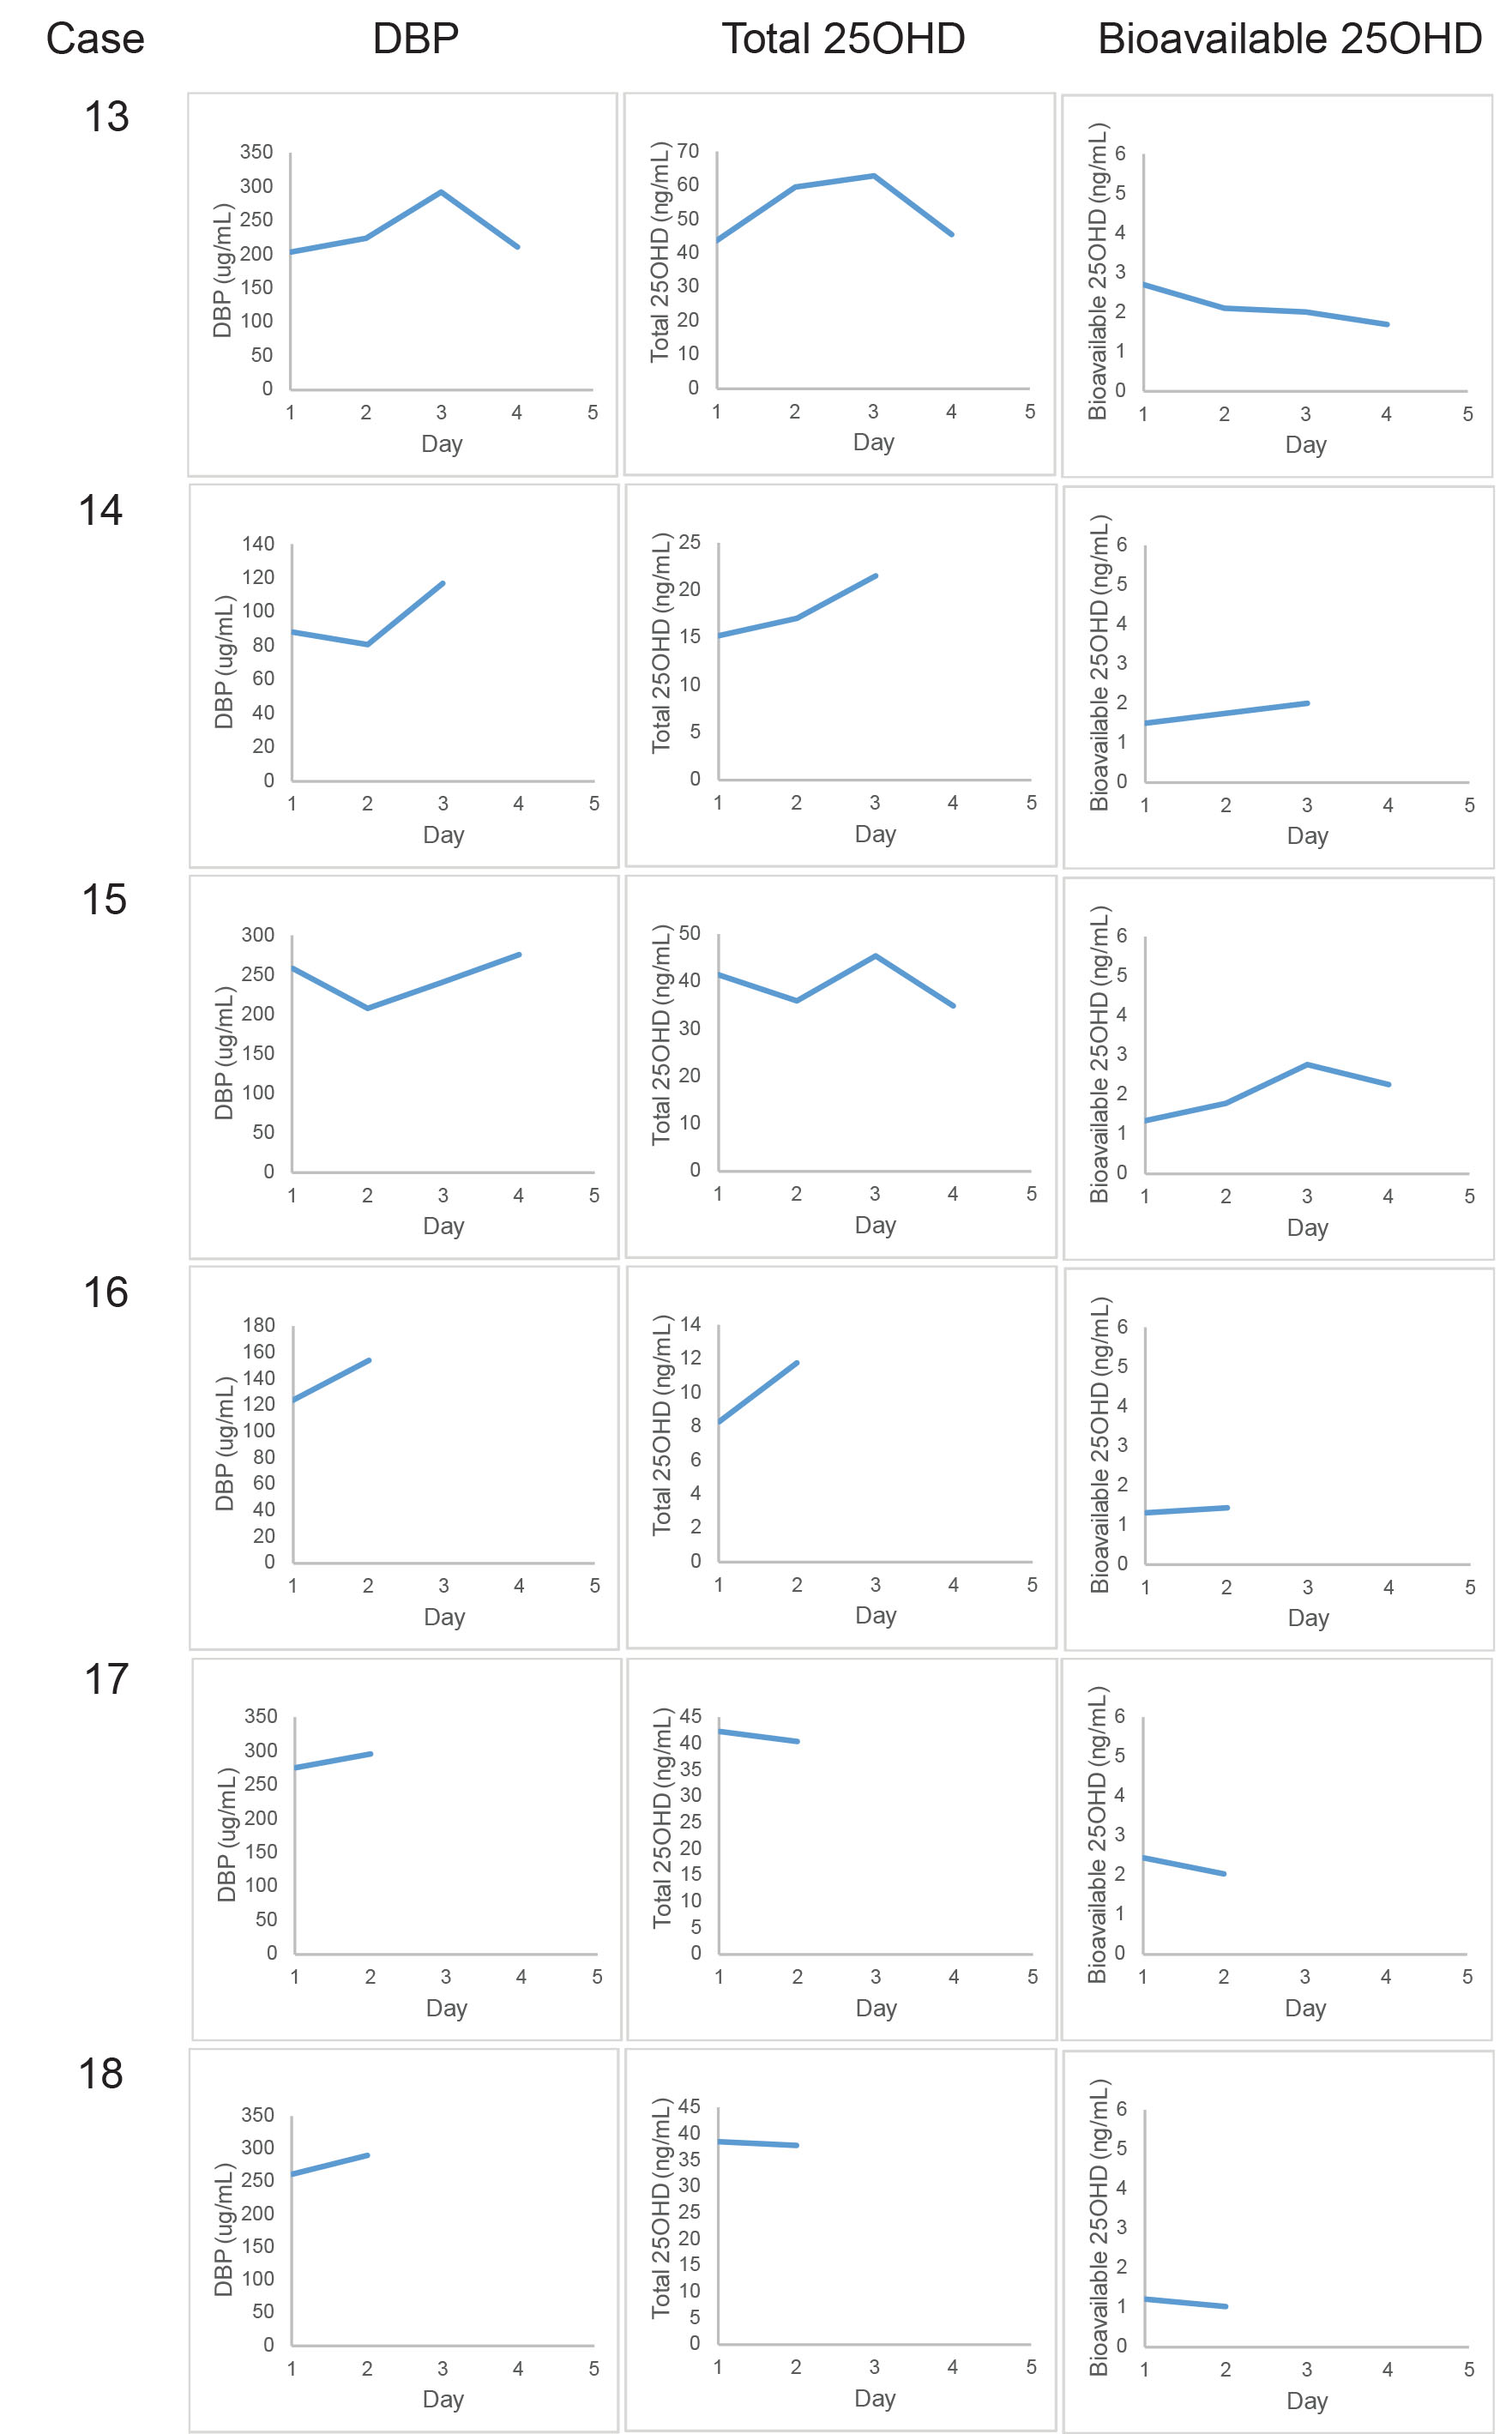 Case DBP Total 25OHD Bioavailable 25OHD
13
DBP (ug/mL)
350
300
250
200
150
100
50
0
1 2 3 4 5
Day
Total 25OHD (ng/mL)
70
60
50
40
30
20
10
0
1 2 3 4 5
Day
Bioavailable 25OHD (ng/mL)
6
5
4
3
2
1
0
1 2 3 4 5
Day
14
DBP (ug/mL)
140
120
100
80
60
40
20
0
1 2 3 4 5
Day
Total 25OHD (ng/mL)
25
20
15
10
5
0
1 2 3 4 5
Day
Bioavailable 25OHD (ng/mL)
6
5
4
3
2
1
0
1 2 3 4 5
Day
15
DBP (ug/mL)
300
250
200
150
100
50
0
1 2 3 4 5
Day
Total 25OHD (ng/mL)
50
40
30
20
10
0
1 2 3 4 5
Day
Bioavailable 25OHD (ng/mL)
6
5
4
3
2
1
0
1 2 3 4 5
Day
16
DBP (ug/mL)
180
160
140
120
100
80
60
40
20
0
1 2 3 4 5
Day
Total 25OHD (ng/mL)
14
12
10
8
6
4
2
0
1 2 3 4 5
Day
Bioavailable 25OHD (ng/mL)
6
5
4
3
2
1
0
1 2 3 4 5
Day
17
DBP (ug/mL)
350
300
250
200
150
100
50
0
1 2 3 4 5
Day
Total 25OHD (ng/mL)
45
40
35
30
25
20
15
10
5
0
1 2 3 4 5
Day
Bioavailable 25OHD (ng/mL)
6
5
4
3
2
1
0
1 2 3 4 5
Day
18
DBP (ug/mL)
350
300
250
200
150
100
50
0
1 2 3 4 5
Day
Total 25OHD (ng/mL)
45
40
35
30
25
20
15
10
5
0
1 2 3 4 5
Day
Bioavailable 25OHD (ng/mL)
6
5
4
3
2
1
0
1 2 3 4 5
Day